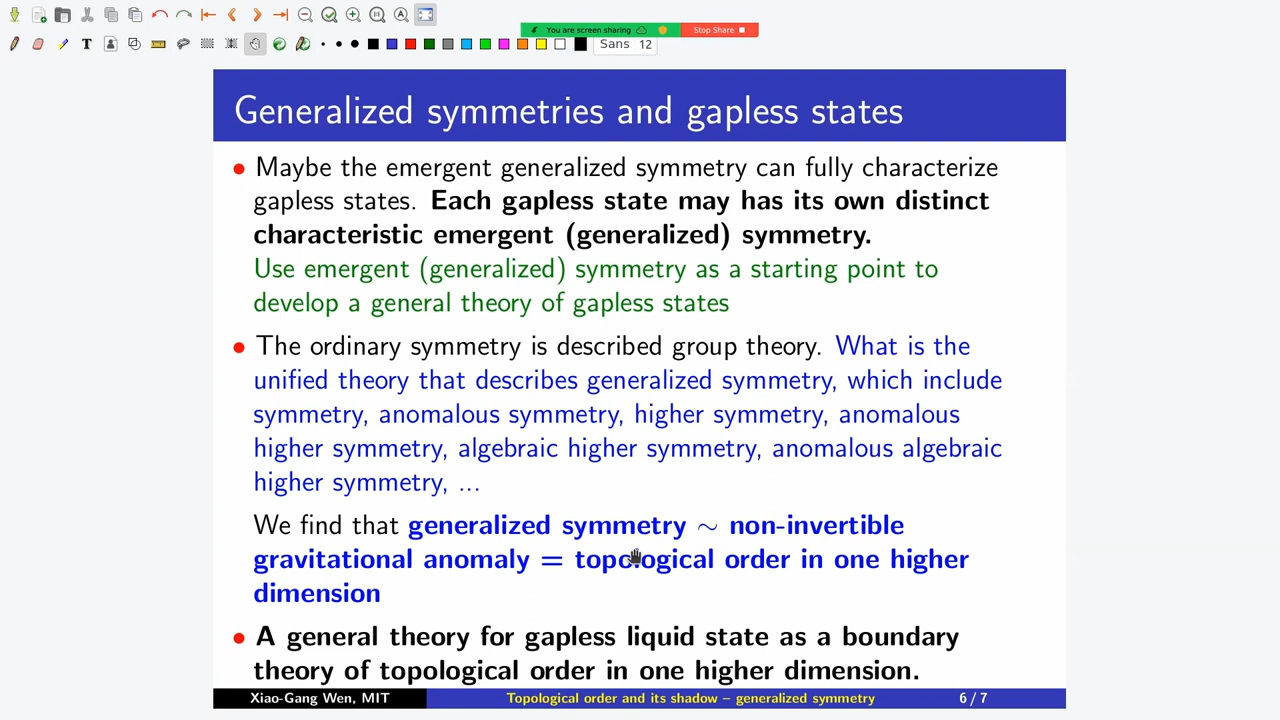 You are screen sharing
Stop Share
Sans 12
Generalized symmetries and gapless states
Maybe the emergent generalized symmetry can fully characterize
gapless states. Each gapless state may has its own distinct
characteristic emergent (generalized) symmetry.
Use emergent (generalized) symmetry as a starting point to
develop a general theory of gapless states
The ordinary symmetry is described group theory. What is the
unified theory that describes generalized symmetry, which include
symmetry, anomalous symmetry, higher symmetry, anomalous
higher symmetry, algebraic higher symmetry, anomalous algebraic
higher symmetry, ...
We find that generalized symmetry ∼ non-invertible
gravitational anomaly = topological order in one higher
dimension
A general theory for gapless liquid state as a boundary
theory of topological order in one higher dimension.
Xiao-Gang Wen, MIT
Topological order and its shadow – generalized symmetry
6 / 7